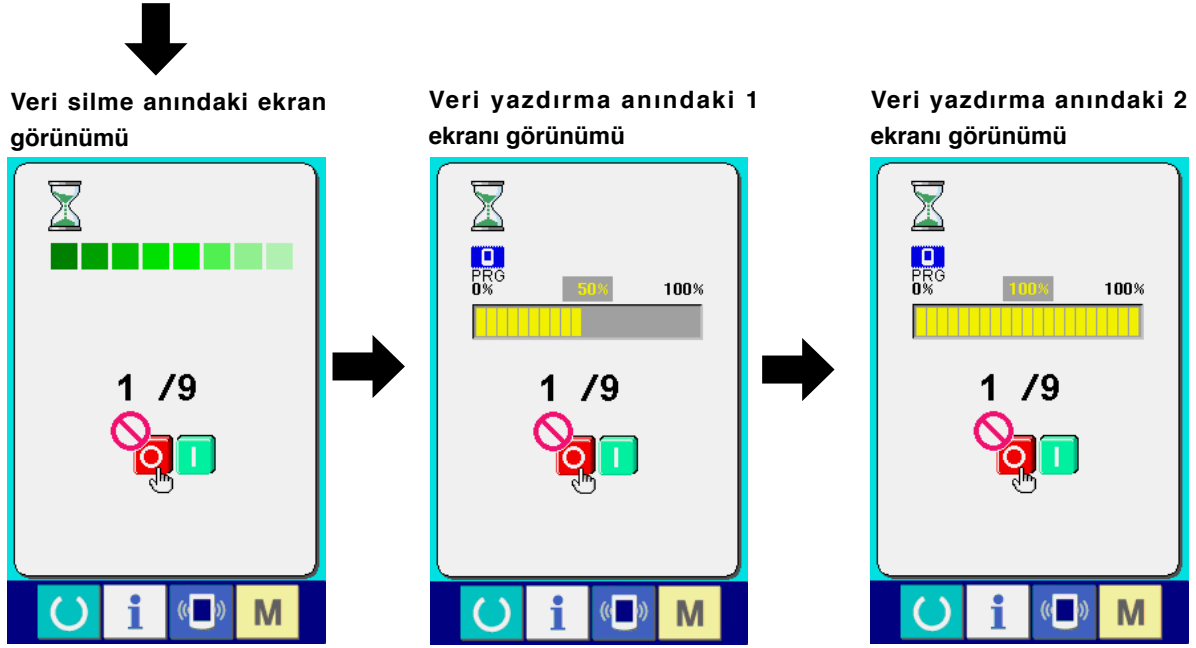 Veri silme anındaki ekran
görünümü
1 /9
i
M
Veri yazdırma anındaki 1
ekranı görünümü
PRG
0% 50% 100%
1 /9
i
M
Veri yazdırma anındaki 2
ekranı görünümü
PRG
0% 100% 100%
1 /9
i
M